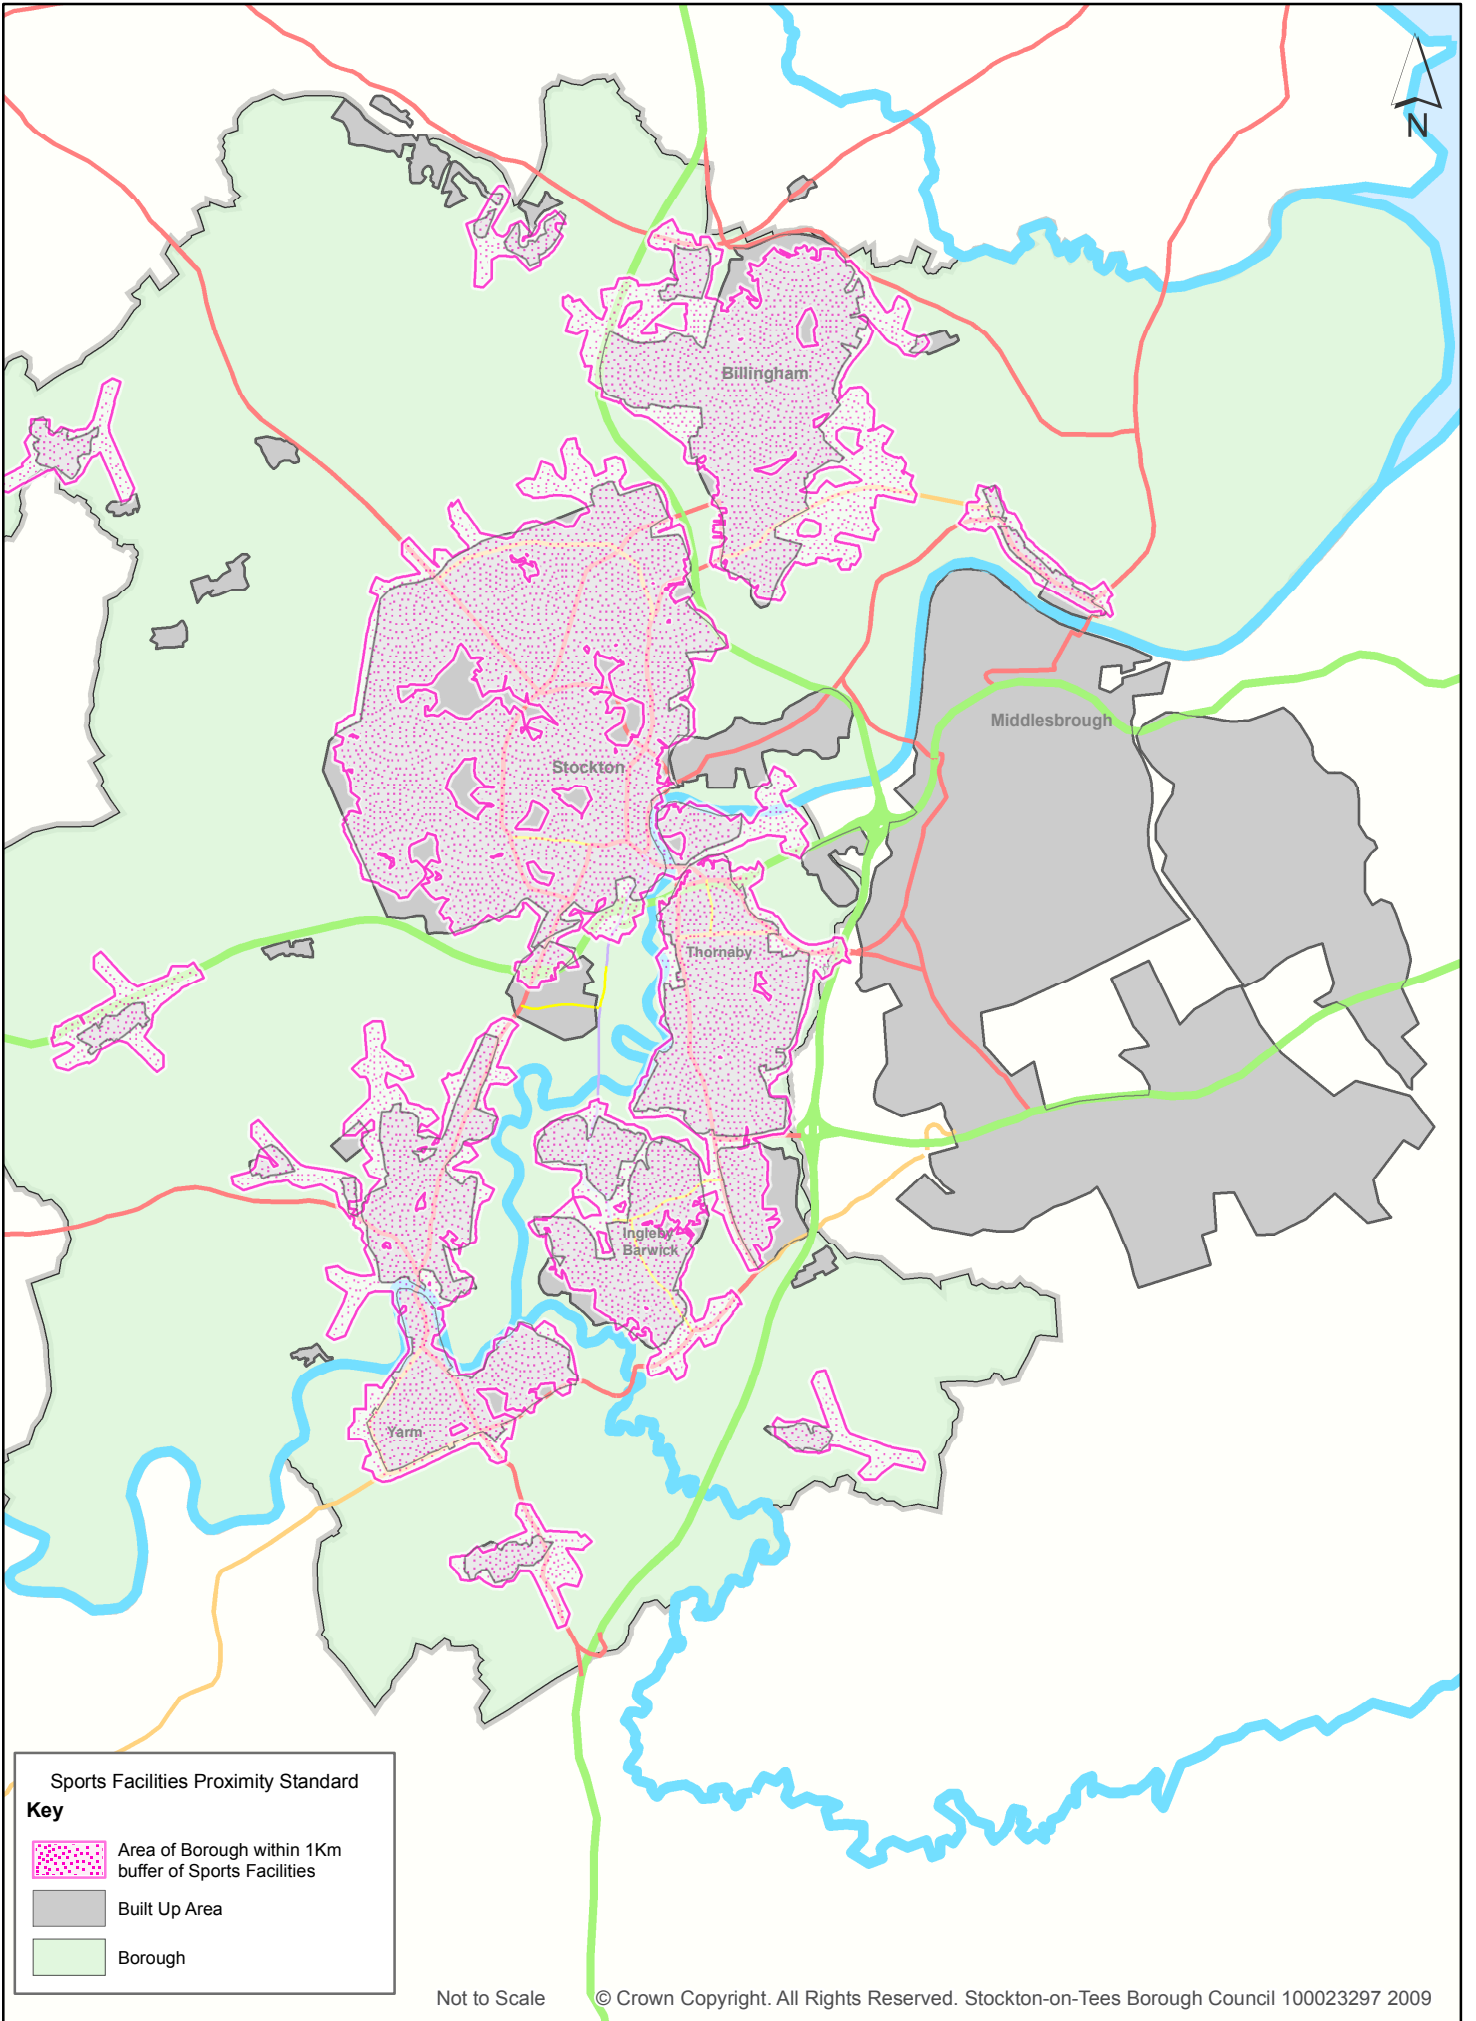 N
Billingham
Middlesbrough
Stockton
Thornaby
Ingleby
Barwick
Yarm
Sports Facilities Proximity Standard
Key
Area of Borough within 1Km
buffer of Sports Facilities
Built Up Area
Borough
Not to Scale
© Crown Copyright. All Rights Reserved. Stockton-on-Tees Borough Council 100023297 2009